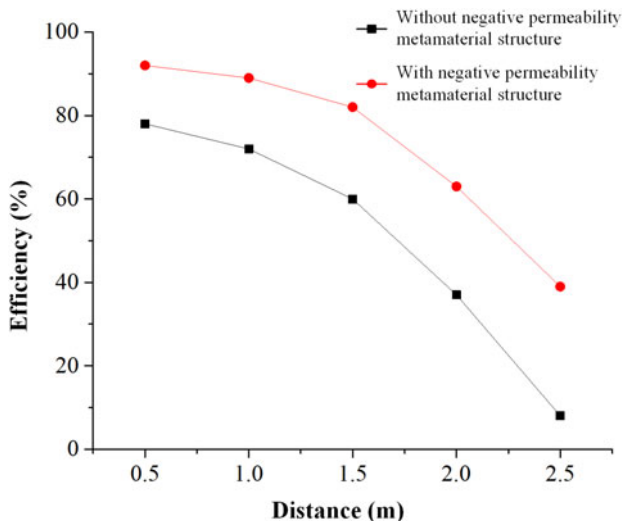 Without negative permeability
metamaterial structure
With negative permeability
metamaterial structure
100
80
60
40
20
0
Efficiency (%)
0.5 1.0 1.5 2.0 2.5
Distance (m)